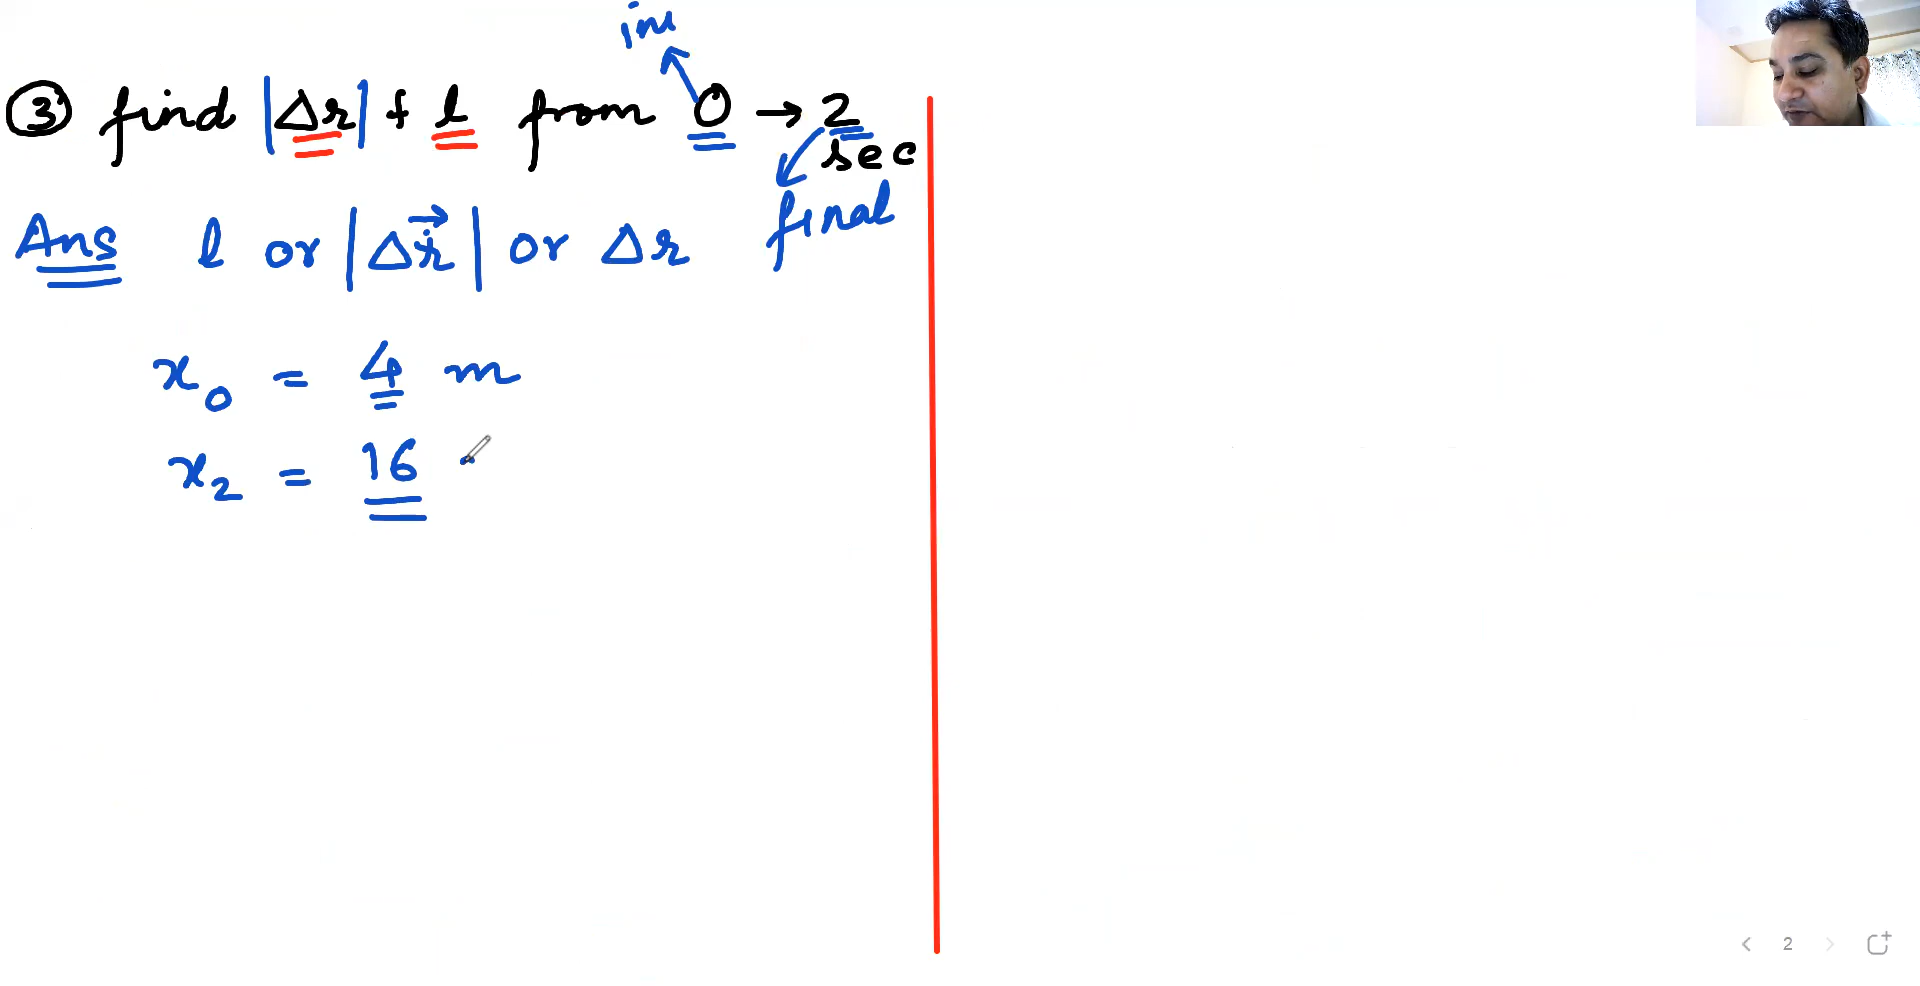 ini
③ find |Δr| & l from 0 → 2
sec
final
Ans l or |Δr⃗| or Δr
x₀ = 4 m
x₂ = 16
2